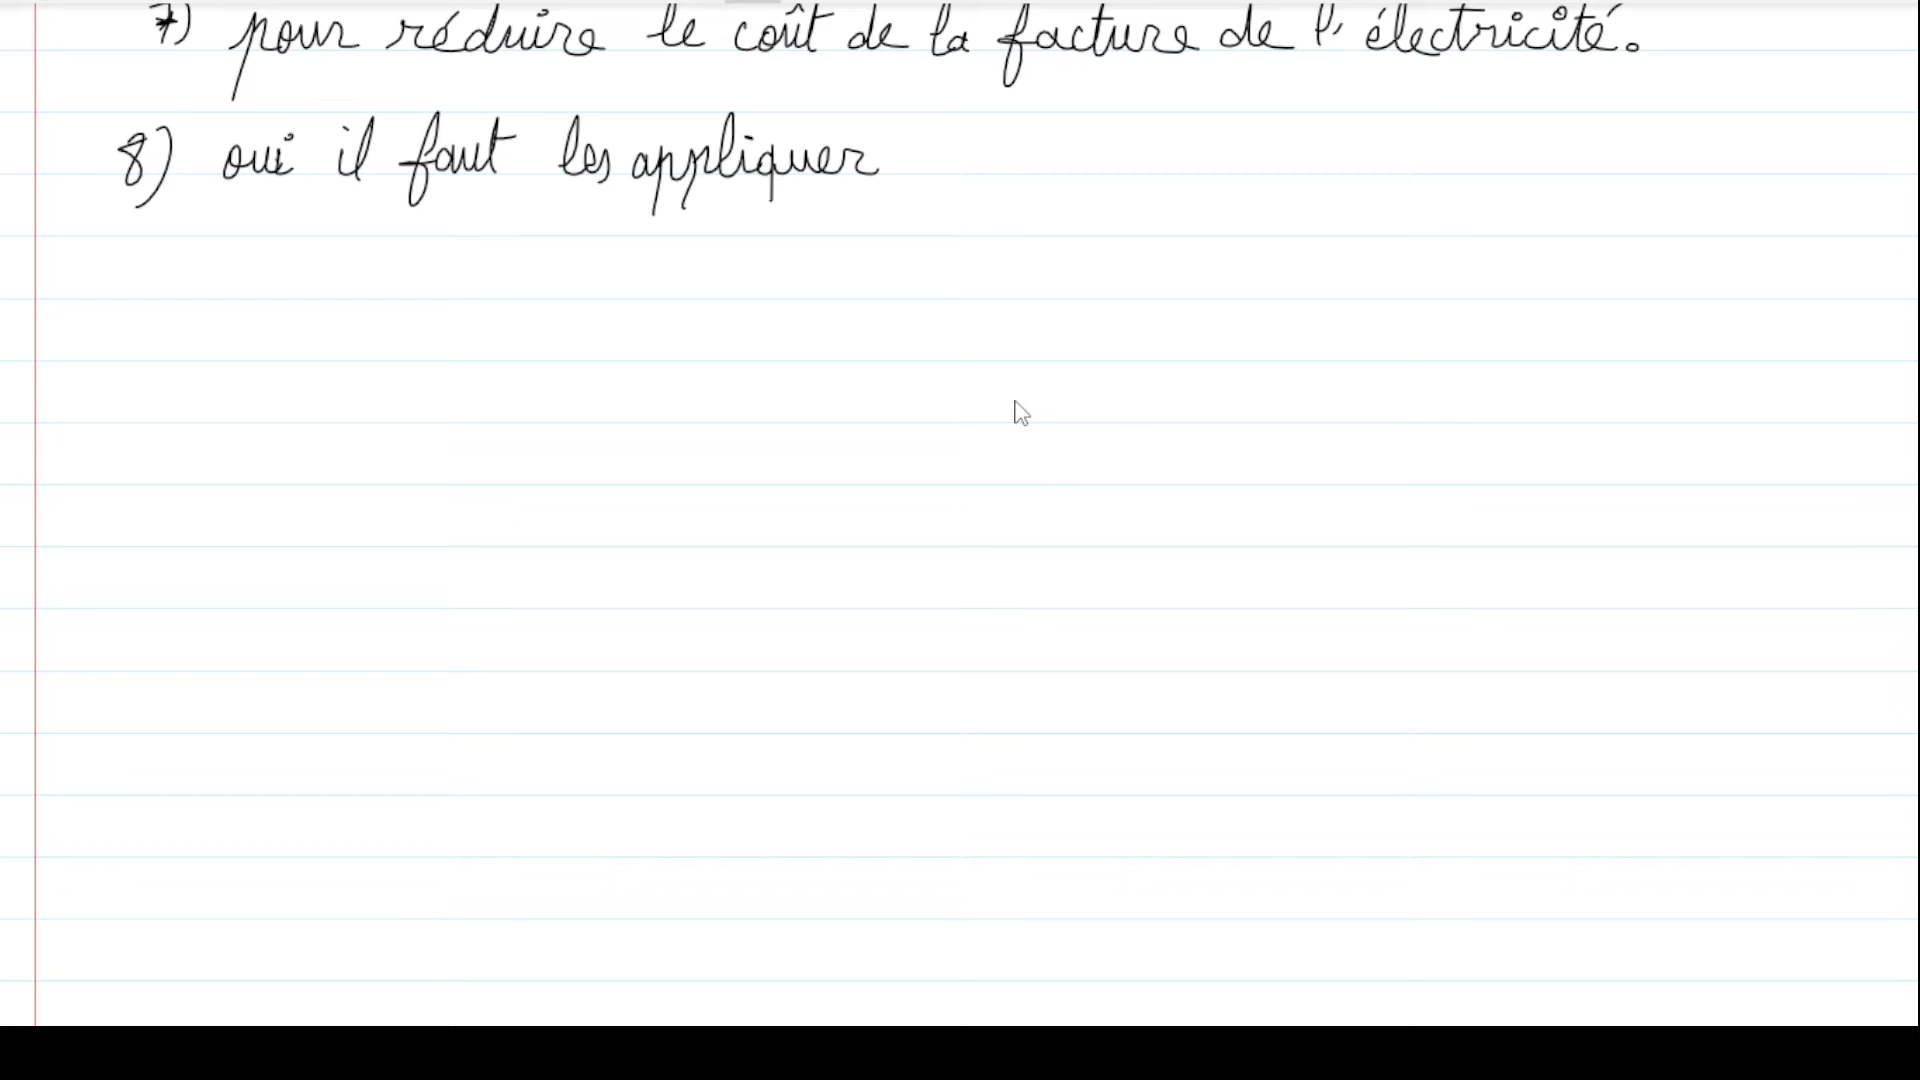 7) pour réduire le coût de la facture de l'électricité.
8) oui il faut les appliquer